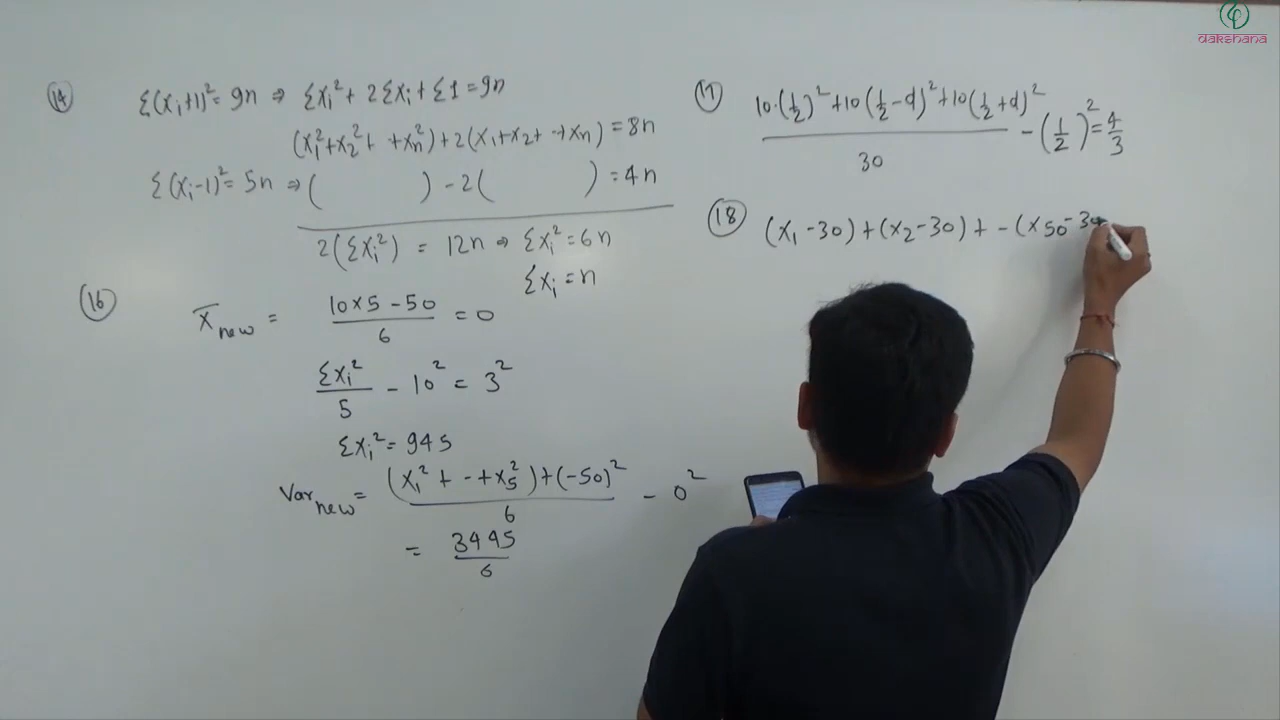 dakshana
(14) Σ(xᵢ+1)² = 9n ⇒ Σxᵢ² + 2Σxᵢ + Σ1 = 9n
(x₁²+x₂²+ +xₙ²)+2(x₁+x₂+ -+xₙ) = 8n
Σ(xᵢ-1)² = 5n ⇒ ( ) - 2( ) = 4n
2(Σxᵢ²) = 12n ⇒ Σxᵢ² = 6n
Σxᵢ = n
(16) x̄new = (10×5-50)/6 = 0
Σxᵢ²/5 - 10² = 3²
Σxᵢ² = 945
Var new = ((x₁²+ - +x₅²)+(-50)²)/6 - 0²
= 3445/6
(17) (10·(1/2)²+10(1/2-d)²+10(1/2+d)²)/30 - (1/2)² = 4/3
(18) (x₁-30)+(x₂-30)+ - (x50-30